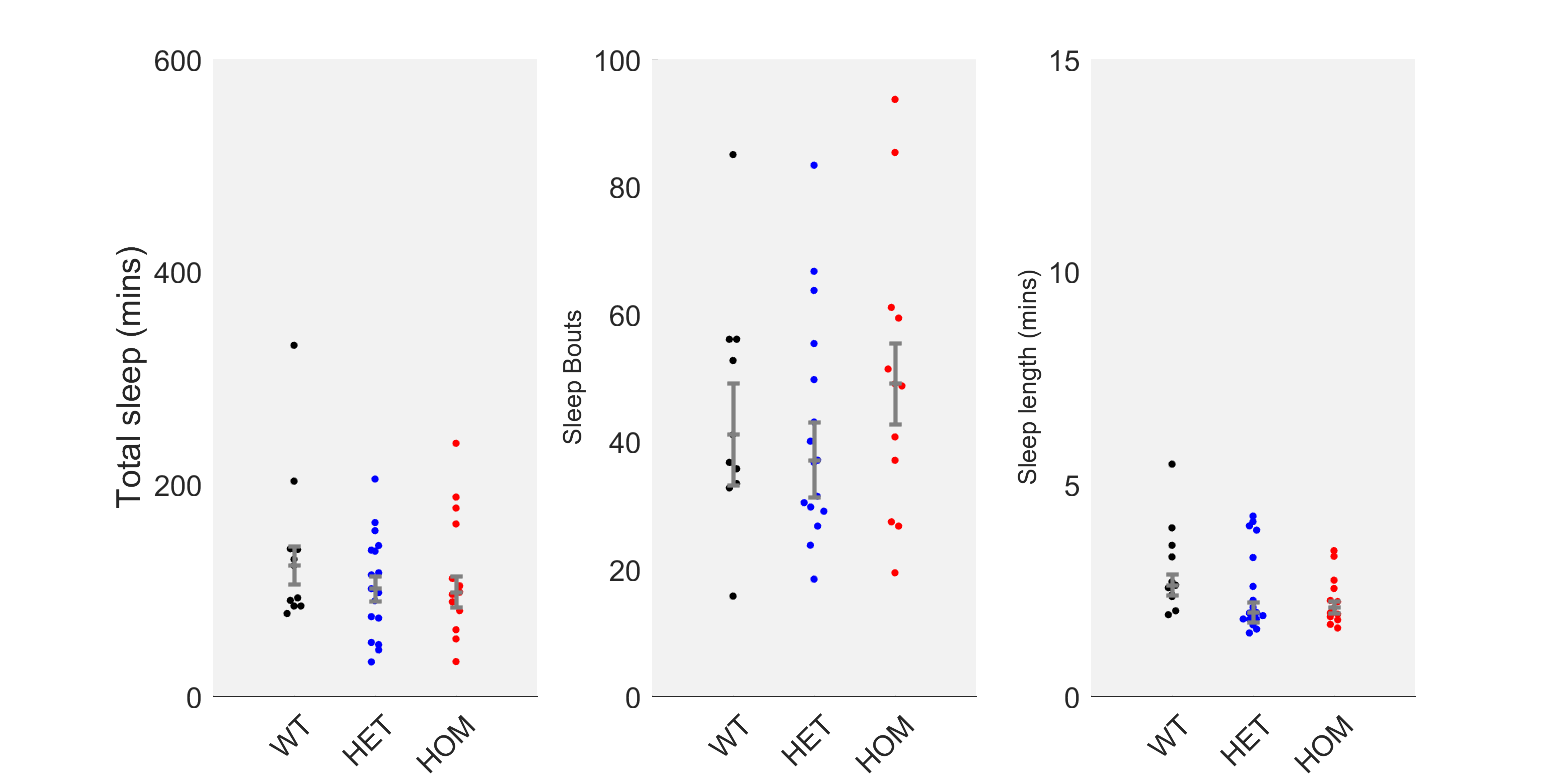 Total sleep (mins)
600
400
200
0
WT
HET
HOM
Sleep Bouts
100
80
60
40
20
0
WT
HET
HOM
Sleep length (mins)
15
10
5
0
WT
HET
HOM